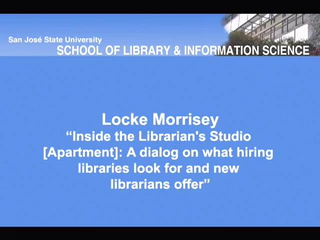 San José State University
SCHOOL OF LIBRARY & INFORMATION SCIENCE
Locke Morrisey
“Inside the Librarian's Studio
[Apartment]: A dialog on what hiring
libraries look for and new
librarians offer”